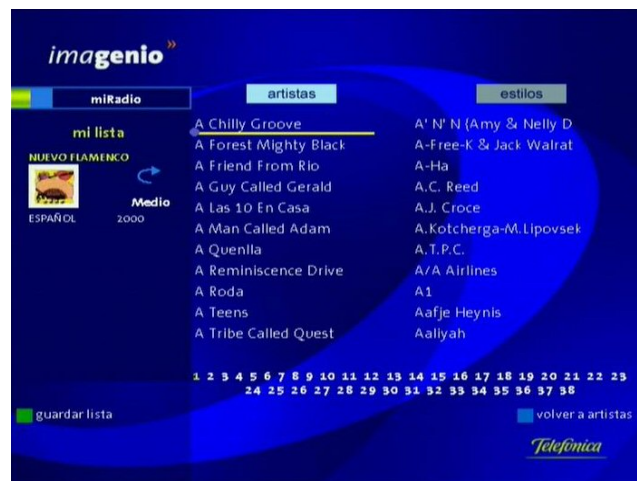 imagenio»
miRadio
artistas
estilos
mi lista
NUEVO FLAMENCO
Medio
ESPAÑOL 2000
A Chilly Groove
A Forest Mighty Black
A Friend From Rio
A Guy Called Gerald
A Las 10 En Casa
A Man Called Adam
A Quenlla
A Reminiscence Drive
A Roda
A Teens
A Tribe Called Quest
A' N' N (Amy & Nelly D
A-Free-K & Jack Walrat
A-Ha
A.C. Reed
A.J. Croce
A.Kotcherga-M.Lipovsek
A.T.P.C.
A/A Airlines
A1
Aafje Heynis
Aaliyah
1 2 3 4 5 6 7 8 9 10 11 12 13 14 15 16 17 18 19 20 21 22 23
24 25 26 27 28 29 30 31 32 33 34 35 36 37 38
guardar lista
volver a artistas
Telefónica